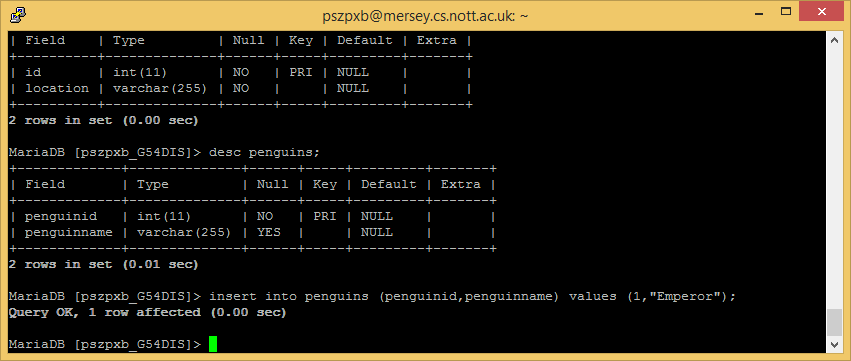 pszpxb@mersey.cs.nott.ac.uk: ~
| Field    | Type         | Null | Key | Default | Extra |
+----------+--------------+------+-----+---------+-------+
| id       | int(11)      | NO   | PRI | NULL    |       |
| location | varchar(255) | NO   |     | NULL    |       |
+----------+--------------+------+-----+---------+-------+
2 rows in set (0.00 sec)
MariaDB [pszpxb_G54DIS]> desc penguins;
+-------------+--------------+------+-----+---------+-------+
| Field       | Type         | Null | Key | Default | Extra |
+-------------+--------------+------+-----+---------+-------+
| penguinid   | int(11)      | NO   | PRI | NULL    |       |
| penguinname | varchar(255) | YES  |     | NULL    |       |
+-------------+--------------+------+-----+---------+-------+
2 rows in set (0.01 sec)
MariaDB [pszpxb_G54DIS]> insert into penguins (penguinid,penguinname) values (1,"Emperor");
Query OK, 1 row affected (0.00 sec)
MariaDB [pszpxb_G54DIS]>